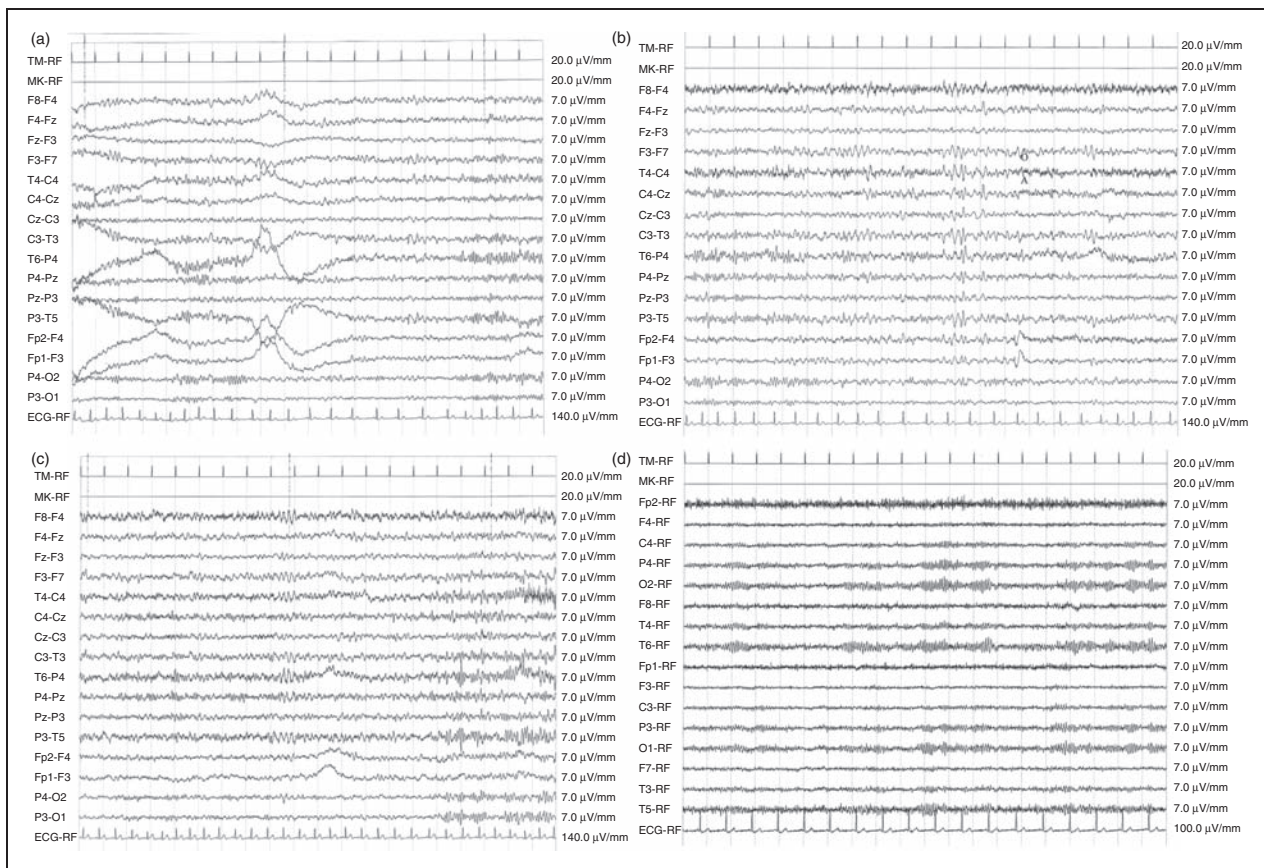 (a)
TM-RF 20.0 µV/mm
MK-RF 20.0 µV/mm
F8-F4 7.0 µV/mm
F4-Fz 7.0 µV/mm
Fz-F3 7.0 µV/mm
F3-F7 7.0 µV/mm
T4-C4 7.0 µV/mm
C4-Cz 7.0 µV/mm
Cz-C3 7.0 µV/mm
C3-T3 7.0 µV/mm
T6-P4 7.0 µV/mm
P4-Pz 7.0 µV/mm
Pz-P3 7.0 µV/mm
P3-T5 7.0 µV/mm
Fp2-F4 7.0 µV/mm
Fp1-F3 7.0 µV/mm
P4-O2 7.0 µV/mm
P3-O1 7.0 µV/mm
ECG-RF 140.0 µV/mm
(b)
TM-RF 20.0 µV/mm
MK-RF 7.0 µV/mm
F8-F4 7.0 µV/mm
F4-Fz 7.0 µV/mm
Fz-F3 7.0 µV/mm
F3-F7 7.0 µV/mm
O
T4-C4 7.0 µV/mm
A
C4-Cz 7.0 µV/mm
Cz-C3 7.0 µV/mm
C3-T3 7.0 µV/mm
T6-P4 7.0 µV/mm
P4-Pz 7.0 µV/mm
Pz-P3 7.0 µV/mm
P3-T5 7.0 µV/mm
Fp2-F4 7.0 µV/mm
Fp1-F3 7.0 µV/mm
P4-O2 7.0 µV/mm
P3-O1 7.0 µV/mm
ECG-RF 140.0 µV/mm
(c)
TM-RF 20.0 µV/mm
MK-RF 20.0 µV/mm
F8-F4 7.0 µV/mm
F4-Fz 7.0 µV/mm
Fz-F3 7.0 µV/mm
F3-F7 7.0 µV/mm
T4-C4 7.0 µV/mm
C4-Cz 7.0 µV/mm
Cz-C3 7.0 µV/mm
C3-T3 7.0 µV/mm
T6-P4 7.0 µV/mm
P4-Pz 7.0 µV/mm
Pz-P3 7.0 µV/mm
P3-T5 7.0 µV/mm
Fp2-F4 7.0 µV/mm
Fp1-F3 7.0 µV/mm
P4-O2 7.0 µV/mm
P3-O1 7.0 µV/mm
ECG-RF 140.0 µV/mm
(d)
TM-RF 20.0 µV/mm
MK-RF 20.0 µV/mm
Fp2-RF 7.0 µV/mm
F4-RF 7.0 µV/mm
C4-RF 7.0 µV/mm
P4-RF 7.0 µV/mm
O2-RF 7.0 µV/mm
F8-RF 7.0 µV/mm
T4-RF 7.0 µV/mm
T6-RF 7.0 µV/mm
Fp1-RF 7.0 µV/mm
F3-RF 7.0 µV/mm
C3-RF 7.0 µV/mm
P3-RF 7.0 µV/mm
O1-RF 7.0 µV/mm
F7-RF 7.0 µV/mm
T3-RF 7.0 µV/mm
T5-RF 7.0 µV/mm
ECG-RF 100.0 µV/mm